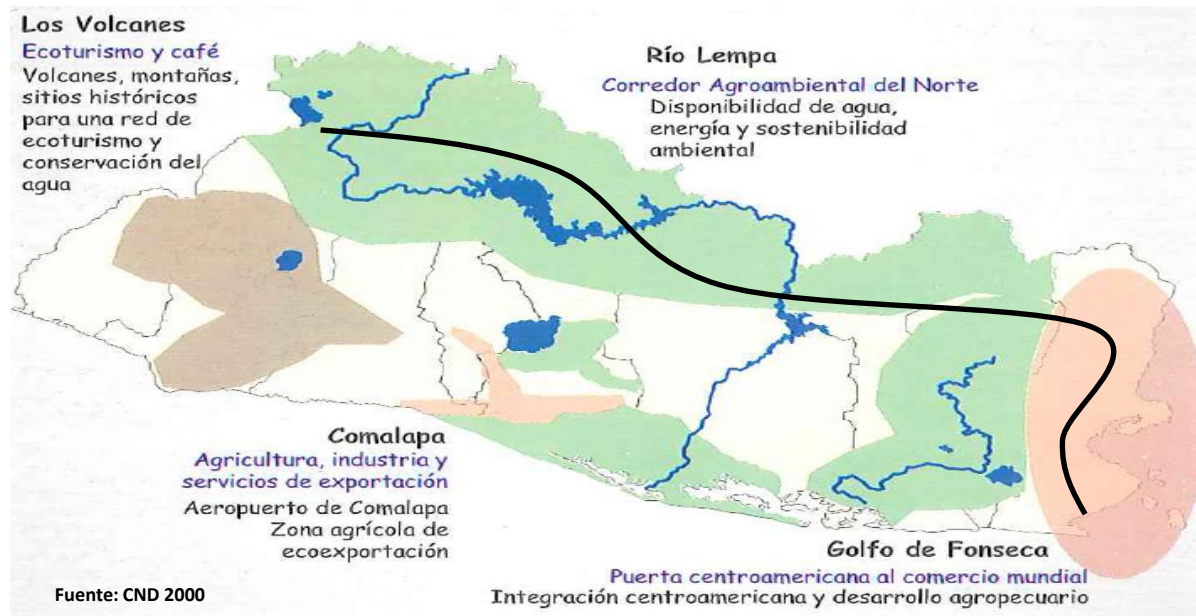 Los Volcanes
Ecoturismo y café
Volcanes, montañas,
sitios históricos
para una red de
ecoturismo y
conservación del
agua
Río Lempa
Corredor Agroambiental del Norte
Disponibilidad de agua,
energía y sostenibilidad
ambiental
Comalapa
Agricultura, industria y
servicios de exportación
Aeropuerto de Comalapa
Zona agrícola de
ecoexportación
Golfo de Fonseca
Puerta centroamericana al comercio mundial
Integración centroamericana y desarrollo agropecuario
Fuente: CND 2000